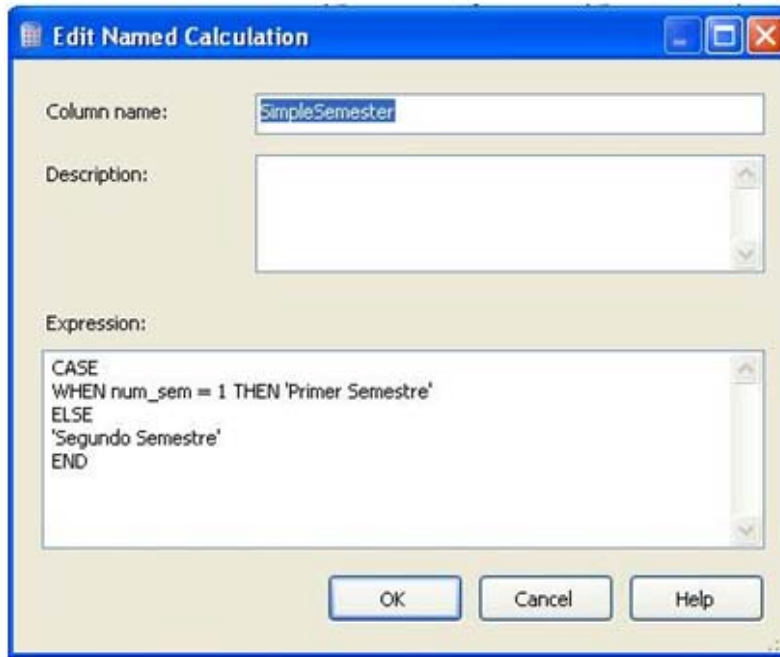 Edit Named Calculation
Column name:
SimpleSemester
Description:
Expression:
CASE
WHEN num_sem = 1 THEN 'Primer Semestre'
ELSE
'Segundo Semestre'
END
OK
Cancel
Help